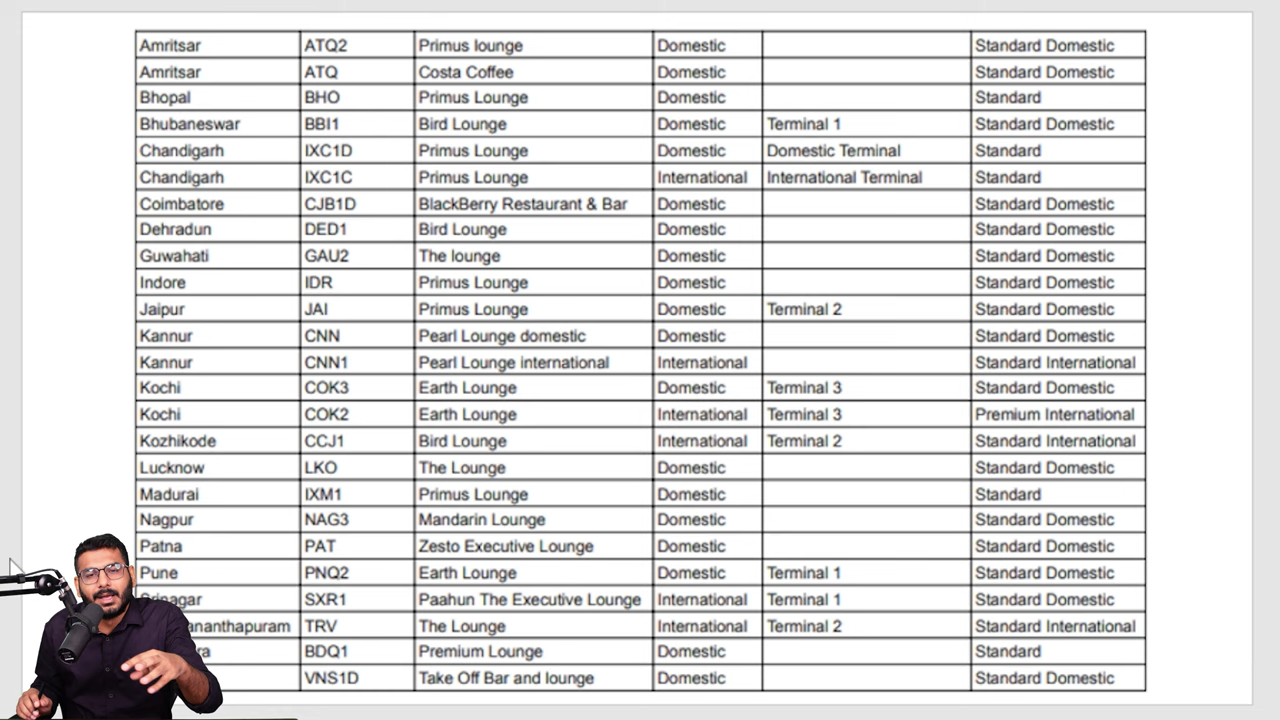 Amritsar ATQ2 Primus lounge Domestic Standard Domestic
Amritsar ATQ Costa Coffee Domestic Standard Domestic
Bhopal BHO Primus Lounge Domestic Standard
Bhubaneswar BBI1 Bird Lounge Domestic Terminal 1 Standard Domestic
Chandigarh IXC1D Primus Lounge Domestic Domestic Terminal Standard
Chandigarh IXC1C Primus Lounge International International Terminal Standard
Coimbatore CJB1D BlackBerry Restaurant & Bar Domestic Standard Domestic
Dehradun DED1 Bird Lounge Domestic Standard Domestic
Guwahati GAU2 The lounge Domestic Standard Domestic
Indore IDR Primus Lounge Domestic Standard Domestic
Jaipur JAI Primus Lounge Domestic Terminal 2 Standard Domestic
Kannur CNN Pearl Lounge domestic Domestic Standard Domestic
Kannur CNN1 Pearl Lounge international International Standard International
Kochi COK3 Earth Lounge Domestic Terminal 3 Standard Domestic
Kochi COK2 Earth Lounge International Terminal 3 Premium International
Kozhikode CCJ1 Bird Lounge International Terminal 2 Standard International
Lucknow LKO The Lounge Domestic Standard Domestic
Madurai IXM1 Primus Lounge Domestic Standard
Nagpur NAG3 Mandarin Lounge Domestic Standard Domestic
Patna PAT Zesto Executive Lounge Domestic Standard Domestic
Pune PNQ2 Earth Lounge Domestic Terminal 1 Standard Domestic
Srinagar SXR1 Paahun The Executive Lounge International Terminal 1 Standard Domestic
ananthapuram TRV The Lounge International Terminal 2 Standard International
ra BDQ1 Premium Lounge Domestic Standard
VNS1D Take Off Bar and lounge Domestic Standard Domestic